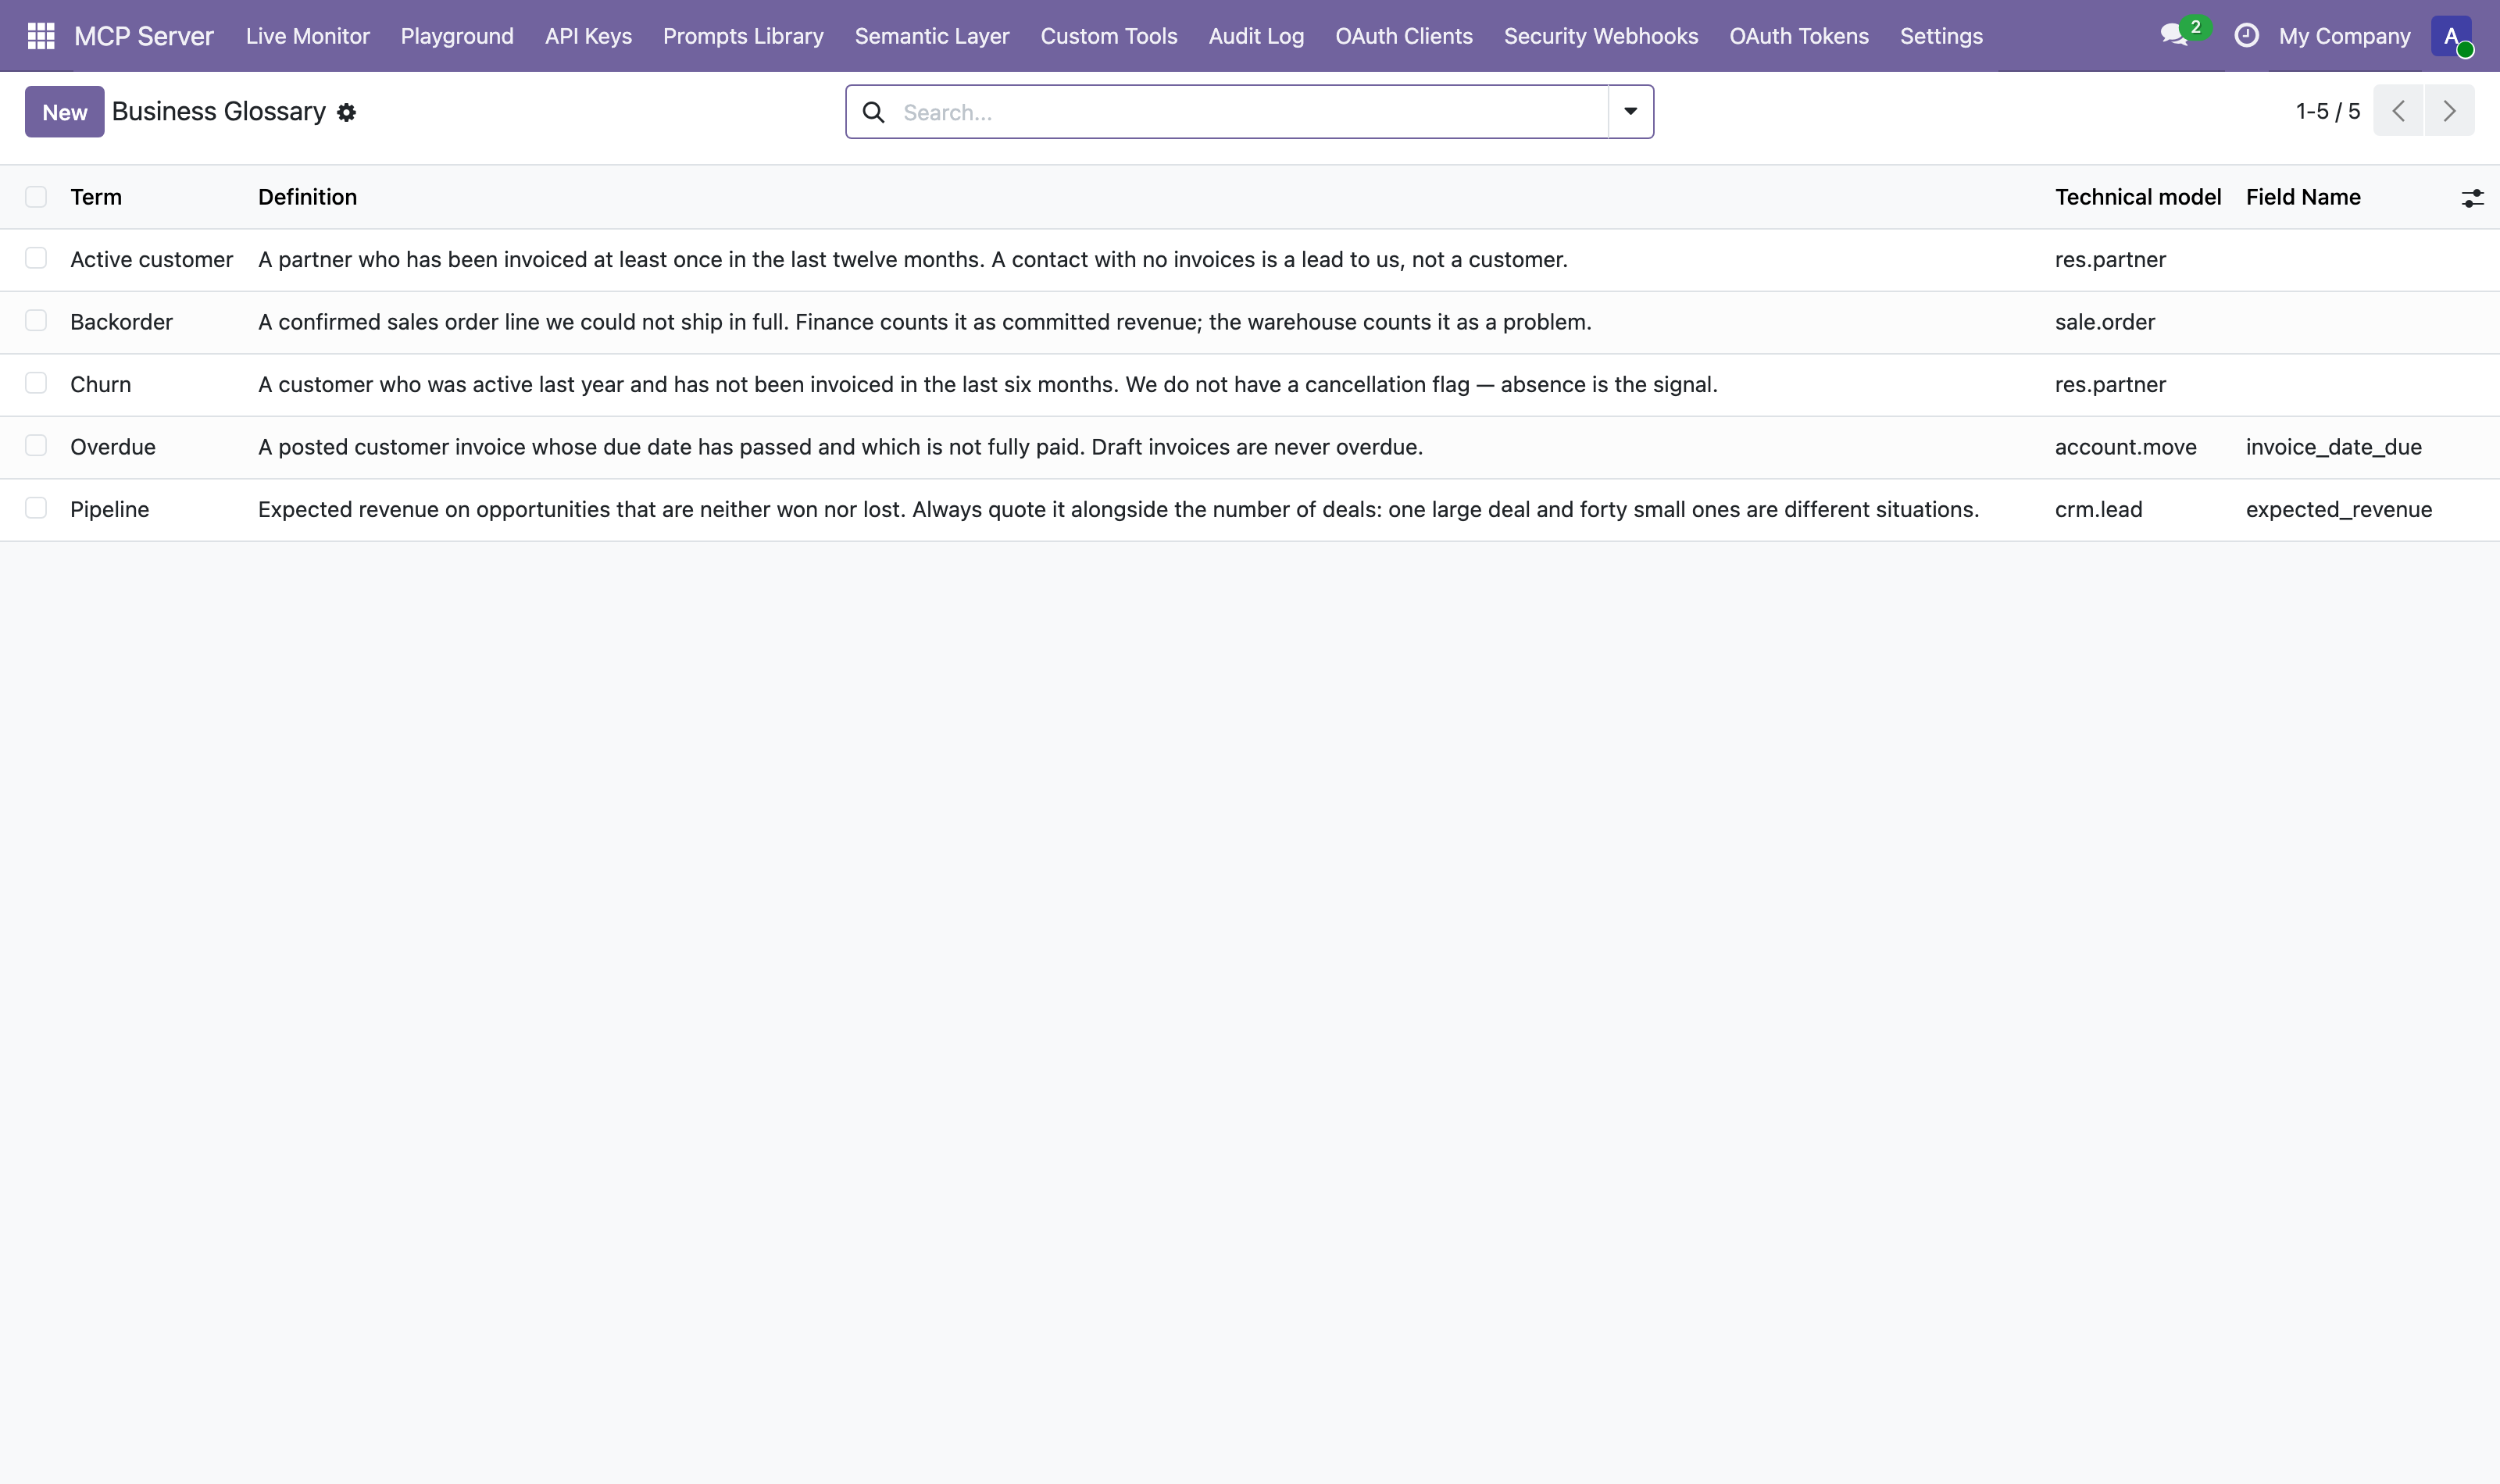 MCP Server Live Monitor Playground API Keys Prompts Library Semantic Layer Custom Tools Audit Log OAuth Clients Security Webhooks OAuth Tokens Settings 2 My Company A
New Business Glossary Search... 1-5 / 5
Term Definition Technical model Field Name
Active customer A partner who has been invoiced at least once in the last twelve months. A contact with no invoices is a lead to us, not a customer. res.partner
Backorder A confirmed sales order line we could not ship in full. Finance counts it as committed revenue; the warehouse counts it as a problem. sale.order
Churn A customer who was active last year and has not been invoiced in the last six months. We do not have a cancellation flag — absence is the signal. res.partner
Overdue A posted customer invoice whose due date has passed and which is not fully paid. Draft invoices are never overdue. account.move invoice_date_due
Pipeline Expected revenue on opportunities that are neither won nor lost. Always quote it alongside the number of deals: one large deal and forty small ones are different situations. crm.lead expected_revenue